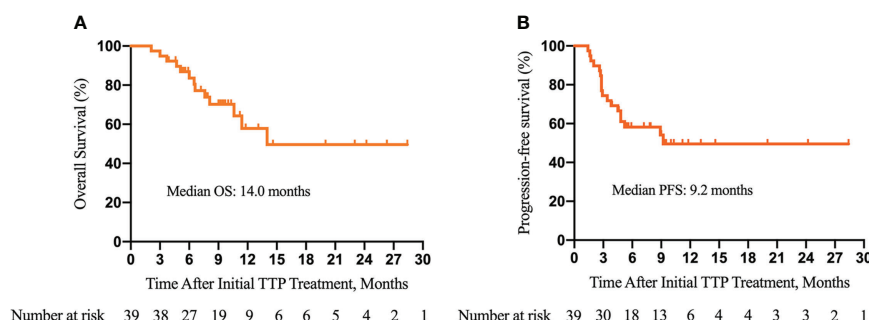 A
Overall Survival (%)
100
80
60
40
20
0
Median OS: 14.0 months
0 3 6 9 12 15 18 21 24 27 30
Time After Initial TTP Treatment, Months
Number at risk 39 38 27 19 9 6 6 5 4 2 1
B
Progression-free survival (%)
100
80
60
40
20
0
Median PFS: 9.2 months
0 3 6 9 12 15 18 21 24 27 30
Time After Initial TTP Treatment, Months
Number at risk 39 30 18 13 6 4 4 3 3 2 1